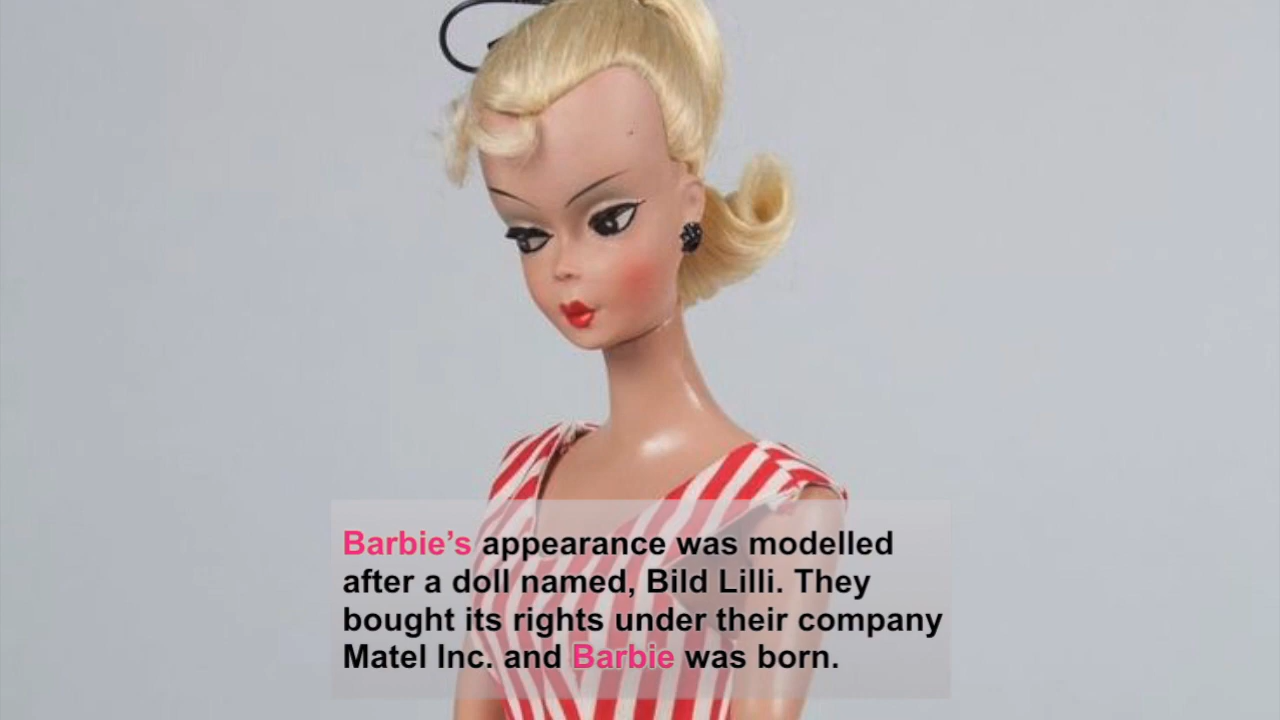 Barbie’s appearance was modelled
after a doll named, Bild Lilli. They
bought its rights under their company
Matel Inc. and Barbie was born.